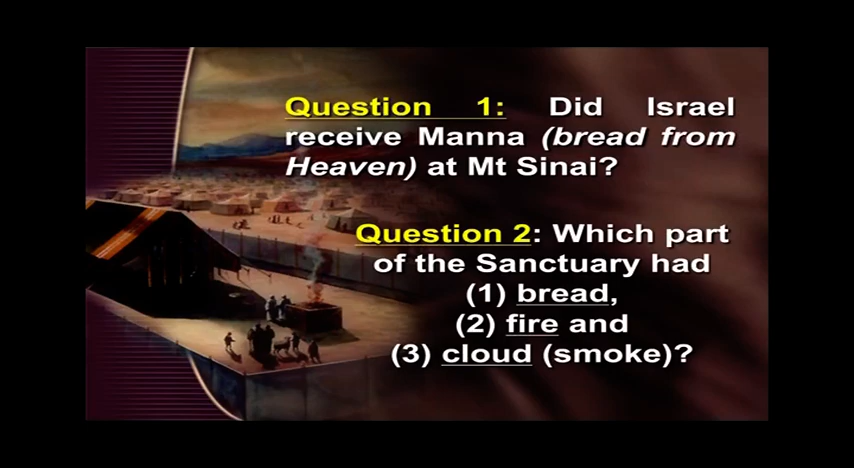 Question 1: Did Israel
receive Manna (bread from
Heaven) at Mt Sinai?
Question 2: Which part
of the Sanctuary had
(1) bread,
(2) fire and
(3) cloud (smoke)?